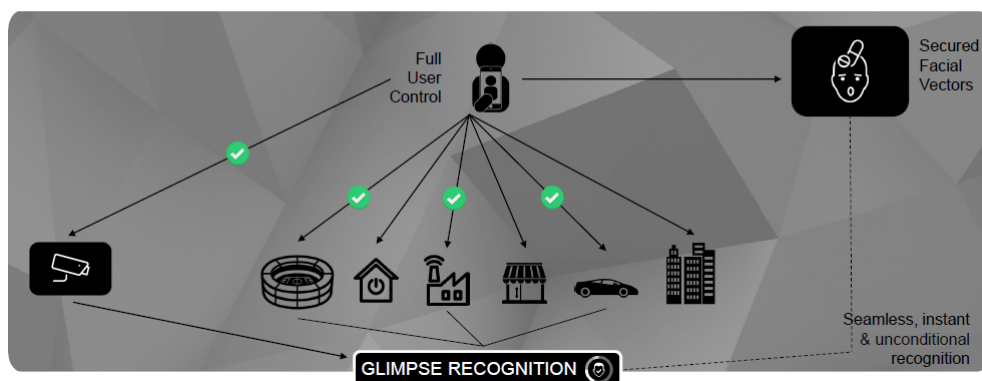 Full
User
Control
Secured
Facial
Vectors
Seamless, instant
& unconditional
recognition
GLIMPSE RECOGNITION